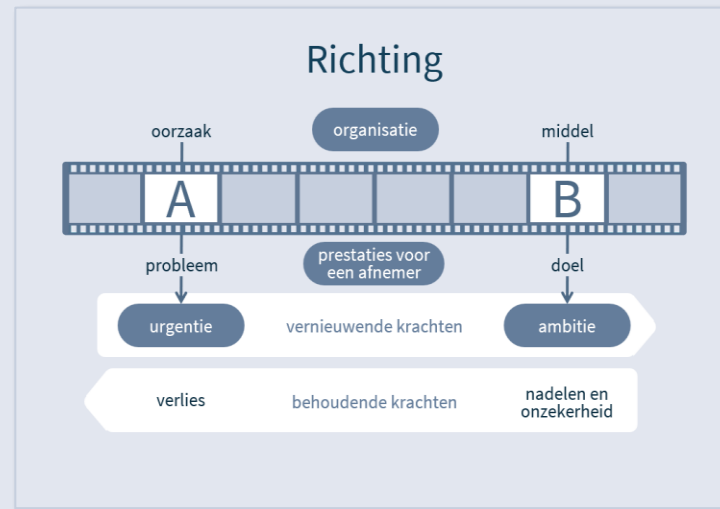 Richting
oorzaak
organisatie
middel
A
B
probleem
prestaties voor
een afnemer
doel
urgentie
vernieuwende krachten
ambitie
verlies
behoudende krachten
nadelen en
onzekerheid